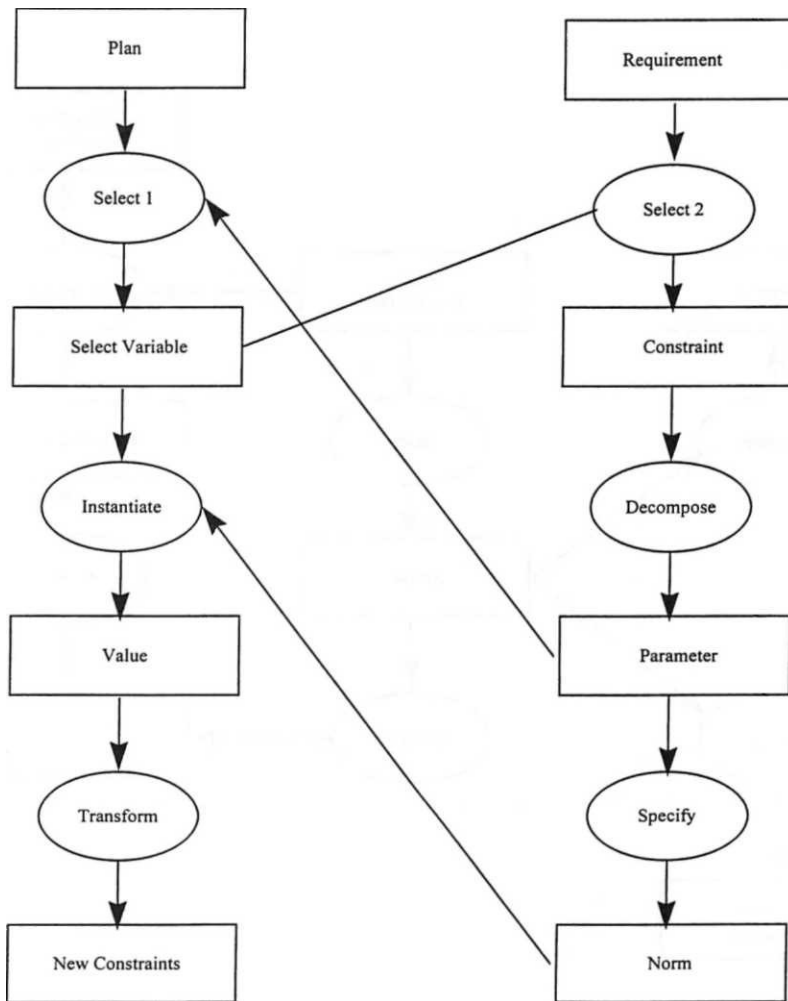 Plan
Requirement
Select 1
Select 2
Select Variable
Constraint
Instantiate
Decompose
Value
Parameter
Transform
Specify
New Constraints
Norm